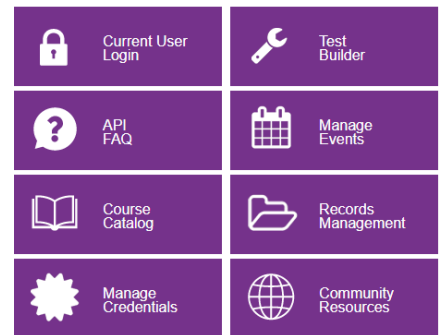 Current User
Login
Test
Builder
API
FAQ
Manage
Events
Course
Catalog
Records
Management
Manage
Credentials
Community
Resources